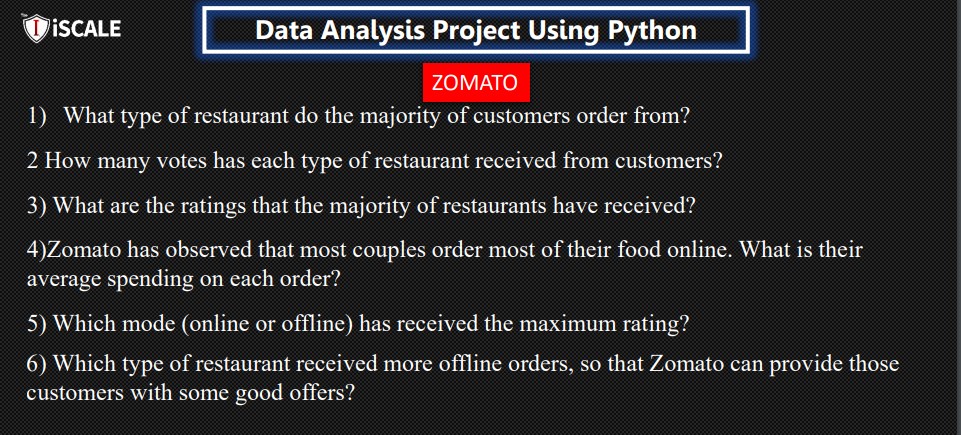 The
I
iSCALE
Data Analysis Project Using Python
ZOMATO
1) What type of restaurant do the majority of customers order from?
2 How many votes has each type of restaurant received from customers?
3) What are the ratings that the majority of restaurants have received?
4)Zomato has observed that most couples order most of their food online. What is their
average spending on each order?
5) Which mode (online or offline) has received the maximum rating?
6) Which type of restaurant received more offline orders, so that Zomato can provide those
customers with some good offers?